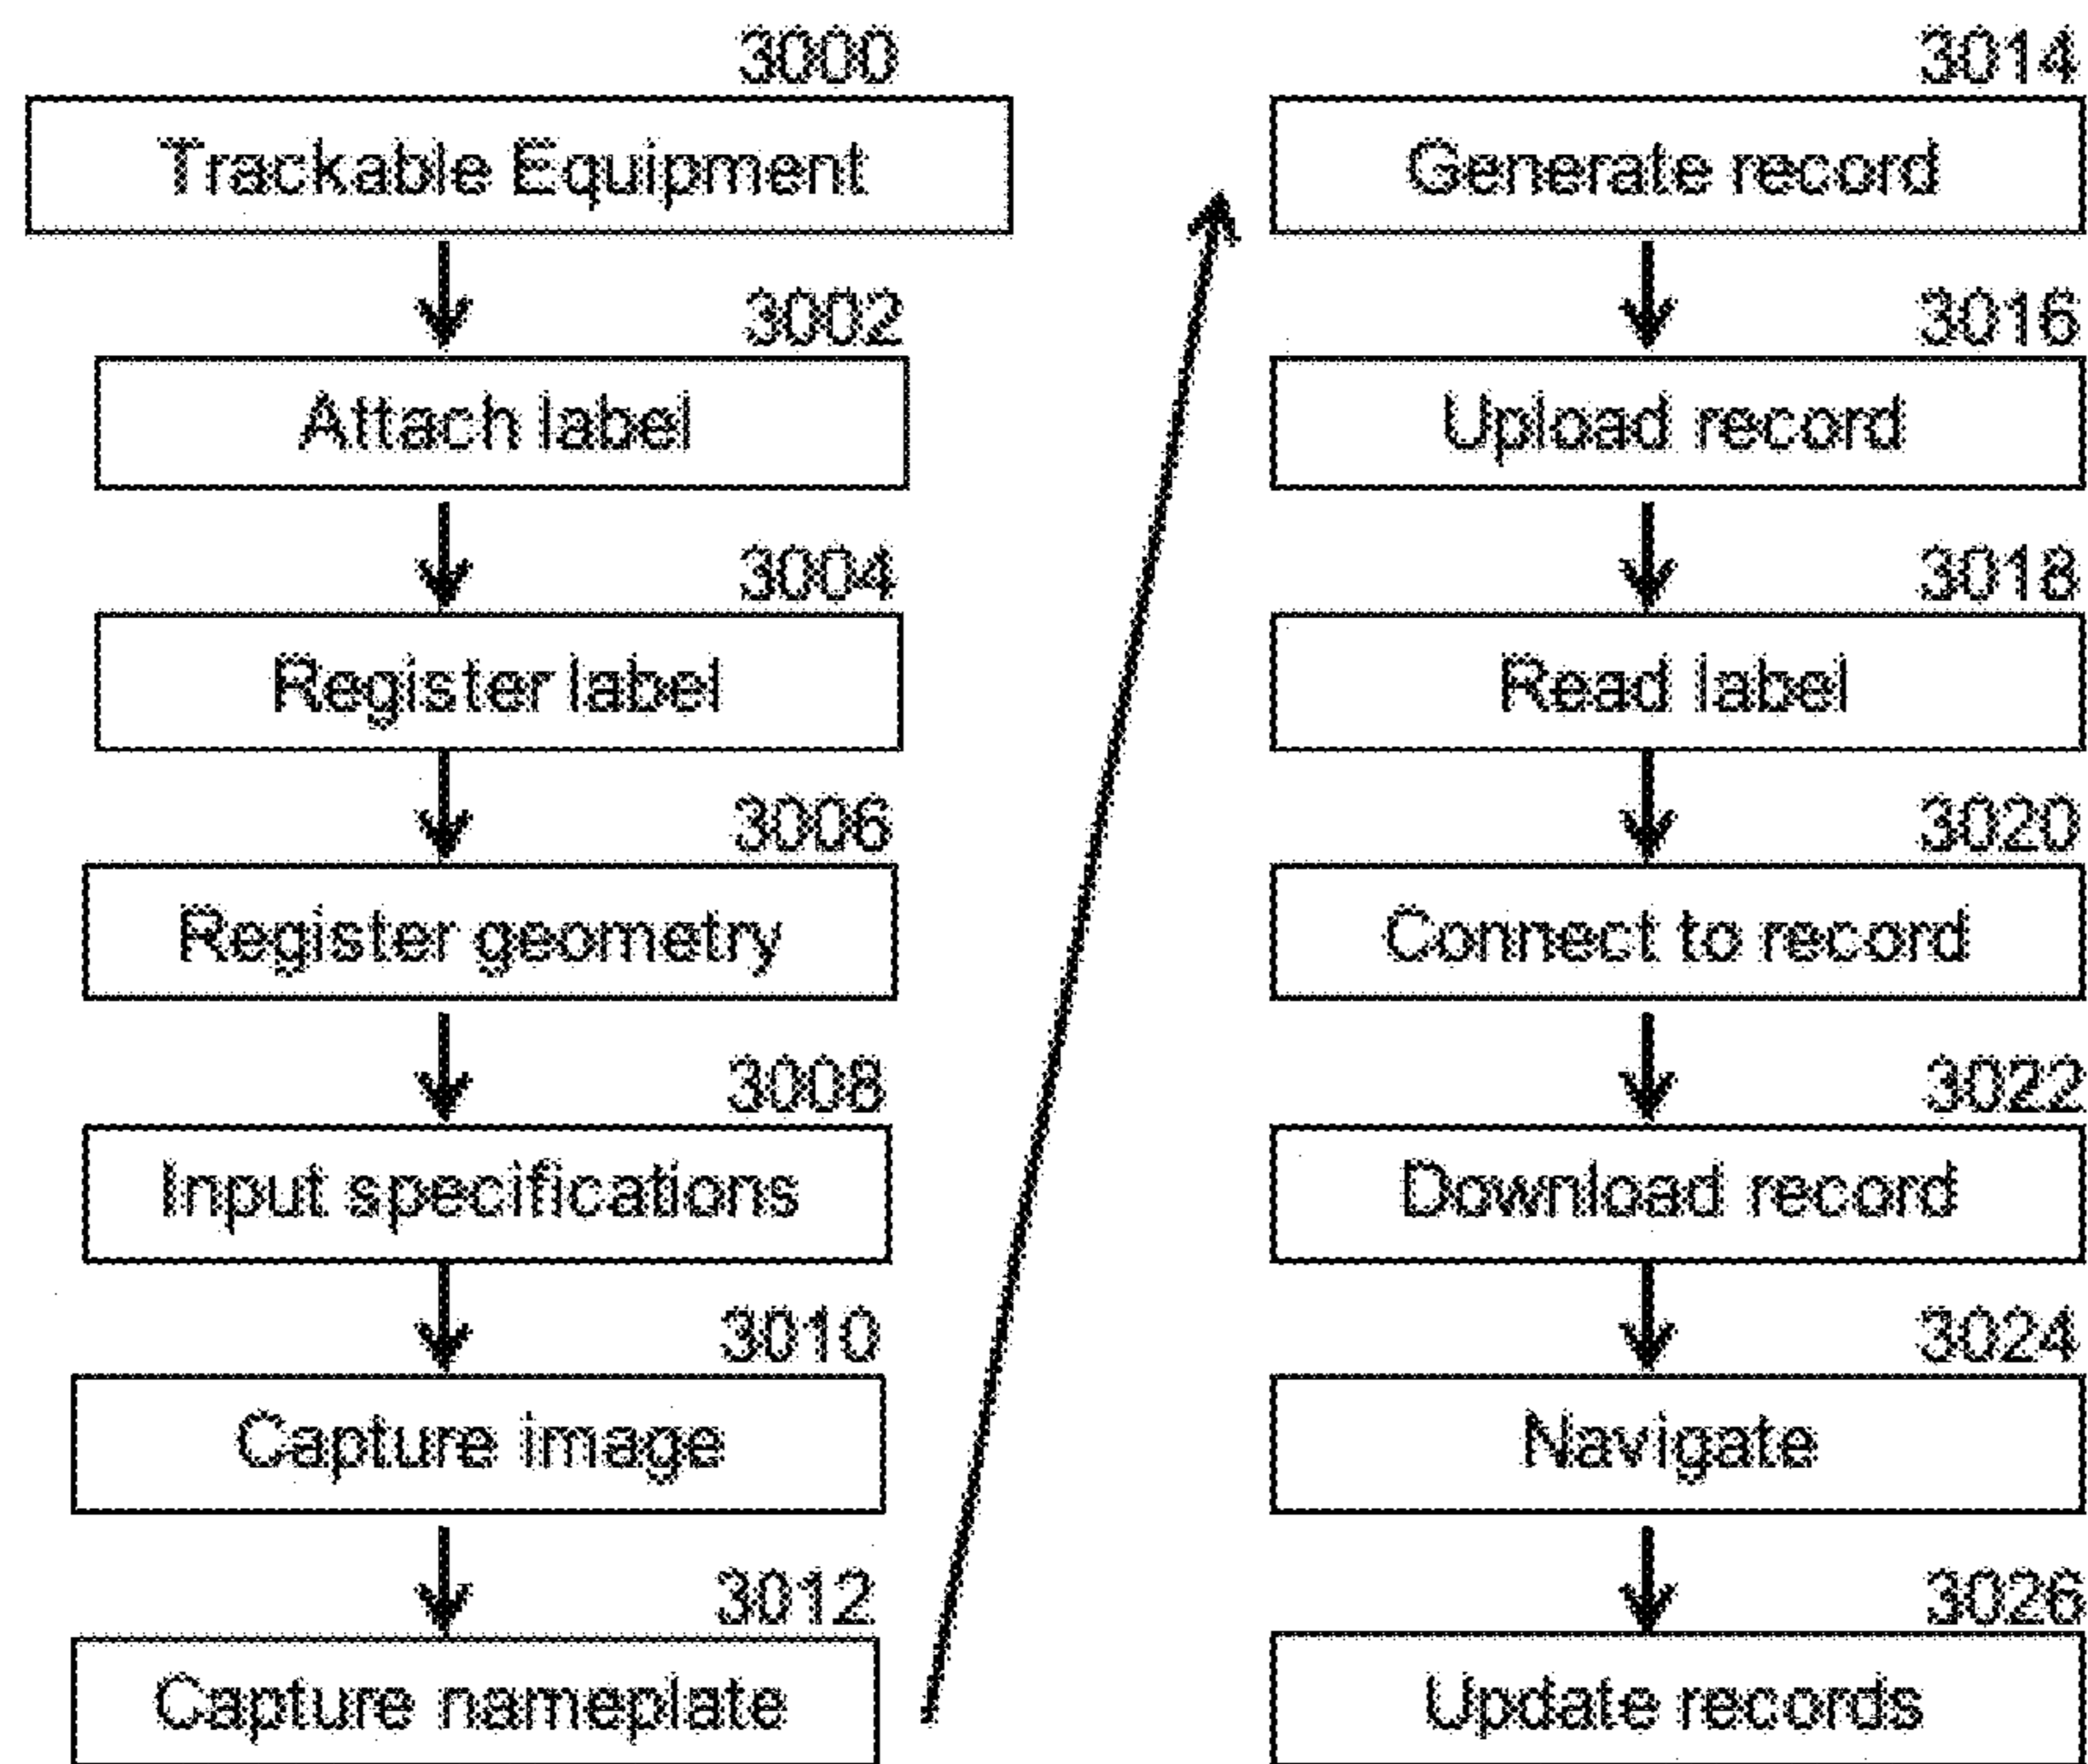 3000
Trackable Equipment
3002
Attach label
3004
Register label
3006
Register geometry
3008
Input specifications
3010
Capture image
3012
Capture nameplate
3014
Generate record
3016
Upload record
3018
Read label
3020
Connect to record
3022
Download record
3024
Navigate
3026
Update records